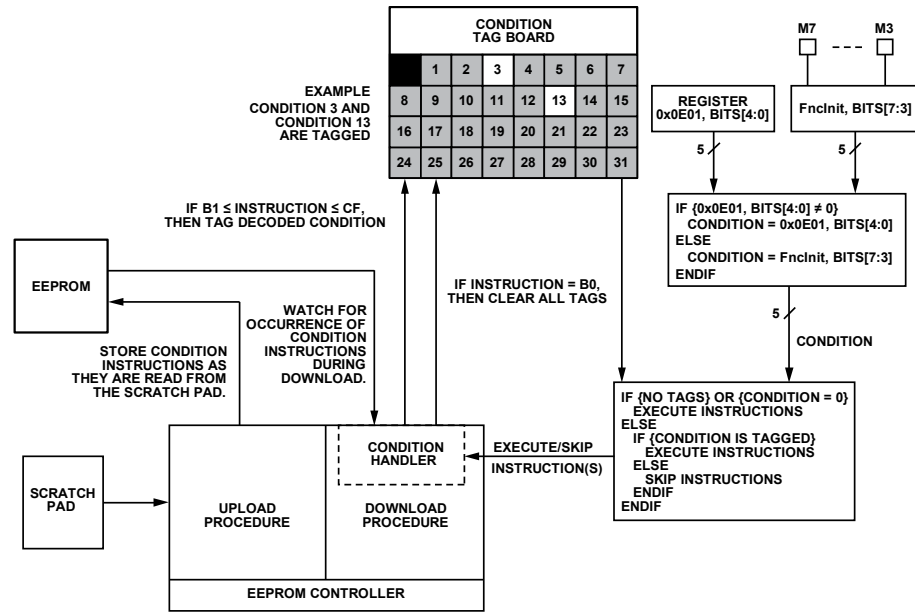 CONDITION
TAG BOARD
1 2 3 4 5 6 7
8 9 10 11 12 13 14 15
16 17 18 19 20 21 22 23
24 25 26 27 28 29 30 31
EXAMPLE
CONDITION 3 AND
CONDITION 13
ARE TAGGED
M7 M3
REGISTER
0x0E01, BITS[4:0]
FncInit, BITS[7:3]
5
5
IF {0x0E01, BITS[4:0] ≠ 0}
CONDITION = 0x0E01, BITS[4:0]
ELSE
CONDITION = FncInit, BITS[7:3]
ENDIF
5
CONDITION
IF B1 ≤ INSTRUCTION ≤ CF,
THEN TAG DECODED CONDITION
IF INSTRUCTION = B0,
THEN CLEAR ALL TAGS
EEPROM
WATCH FOR
OCCURRENCE OF
CONDITION
INSTRUCTIONS
DURING
DOWNLOAD.
STORE CONDITION
INSTRUCTIONS AS
THEY ARE READ FROM
THE SCRATCH PAD.
IF {NO TAGS} OR {CONDITION = 0}
EXECUTE INSTRUCTIONS
ELSE
IF {CONDITION IS TAGGED}
EXECUTE INSTRUCTIONS
ELSE
SKIP INSTRUCTIONS
ENDIF
ENDIF
EXECUTE/SKIP
INSTRUCTION(S)
CONDITION
HANDLER
SCRATCH
PAD
UPLOAD
PROCEDURE
DOWNLOAD
PROCEDURE
EEPROM CONTROLLER